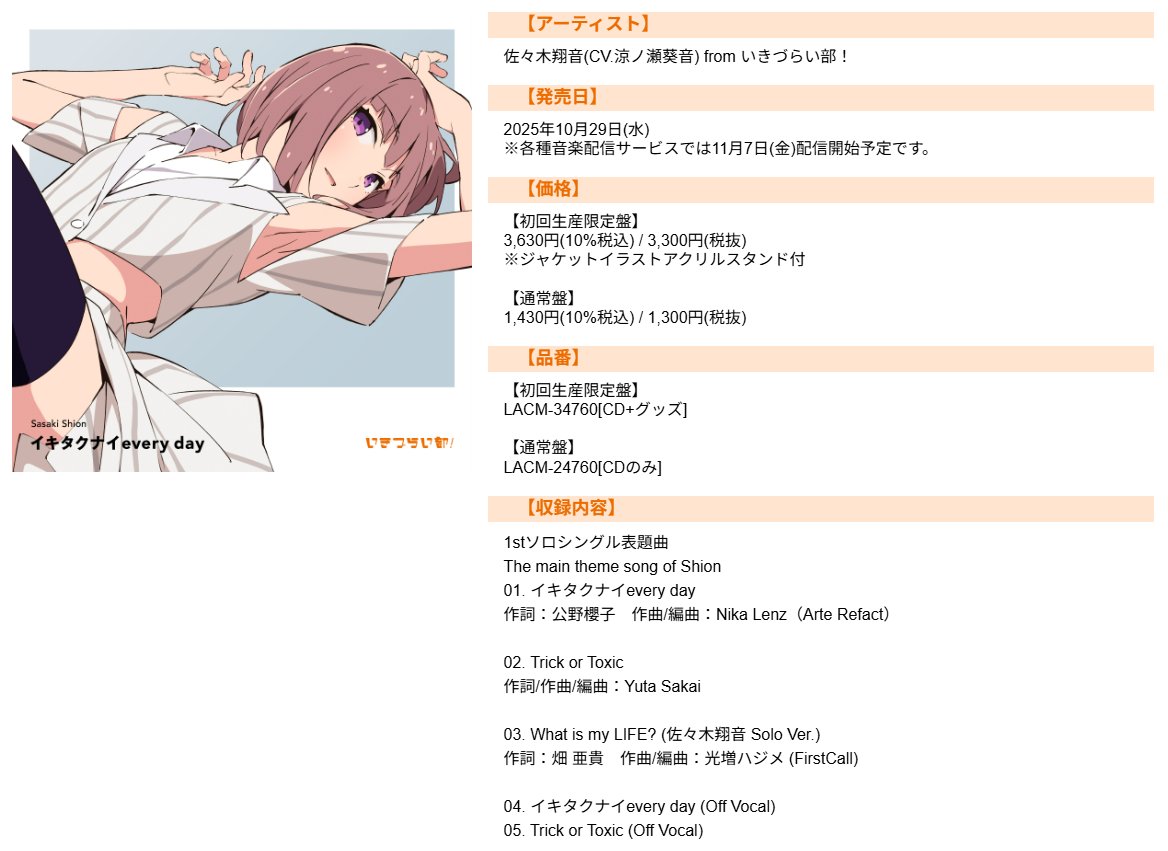 Sasaki Shion
イキタクナイevery day
いきづらい部!
【アーティスト】
佐々木翔音(CV.涼ノ瀬葵音) from いきづらい部！
【発売日】
2025年10月29日(水)
※各種音楽配信サービスでは11月7日(金)配信開始予定です。
【価格】
【初回生産限定盤】
3,630円(10%税込) / 3,300円(税抜)
※ジャケットイラストアクリルスタンド付
【通常盤】
1,430円(10%税込) / 1,300円(税抜)
【品番】
【初回生産限定盤】
LACM-34760[CD+グッズ]
【通常盤】
LACM-24760[CDのみ]
【収録内容】
1stソロシングル表題曲
The main theme song of Shion
01. イキタクナイevery day
作詞：公野櫻子　作曲/編曲：Nika Lenz（Arte Refact）
02. Trick or Toxic
作詞/作曲/編曲：Yuta Sakai
03. What is my LIFE? (佐々木翔音 Solo Ver.)
作詞：畑 亜貴　作曲/編曲：光増ハジメ (FirstCall)
04. イキタクナイevery day (Off Vocal)
05. Trick or Toxic (Off Vocal)